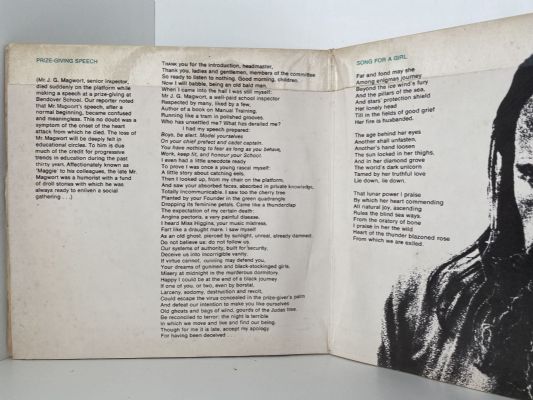 PRIZE-GIVING SPEECH
(Mr. J. G. Magwort, senior inspector,
died suddenly on the platform while
making a speech at a prize-giving at
Bendover School. Our reporter noted
that Mr. Magwort's speech, after a
normal beginning, became confused
and meaningless. This no doubt was a
symptom of the onset of the heart
attack from which he died. The loss of
Mr. Magwort will be deeply felt in
educational circles. To him is due
much of the credit for progressive
trends in education during the past
thirty years. Affectionately known as
'Maggie' to his colleagues, the late Mr.
Magwort was a humorist with a fund
of droll stories with which he was
always ready to enliven a social
gathering . . .)
THANK you for the introduction, headmaster,
Thank you, ladies and gentlemen, members of the committee
So ready to listen to nothing. Good morning, children.
Now I will babble, being an old bald man.
When I came into the hall I was still myself:
Mr. J. G. Magwort, a well-paid school inspector
Respected by many, liked by a few,
Author of a book on Manual Training,
Running like a tram in polished grooves.
Who has unsettled me? What has derailed me?
I had my speech prepared:
Boys, be alert. Model yourselves
On your chief prefect and cadet captain.
You have nothing to fear as long as you behave,
Work, keep fit, and honour your School.
I even had a little anecdote ready
To prove I was once a young rascal myself:
A little story about catching eels.
Then I looked up, from my chair on the platform,
And saw your absorbed faces, absorbed in private knowledge,
Totally incommunicable. I saw too the cherry tree
Planted by your Founder in the green quadrangle
Dropping its feminine petals. Came like a thunderclap
The expectation of my certain death:
Angina pectoris, a very painful disease.
I heard Miss Higgins, your music mistress,
Fart like a draught mare. I saw myself
As an old ghost, pierced by sunlight, unreal, already damned.
Do not believe us; do not follow us.
Our systems of authority, built for security,
Deceive us into incorrigible vanity.
If virtue cannot, cunning may defend you,
Your dreams of gunmen and black-stockinged girls.
Misery at midnight in the murderous dormitory.
Happy I could be at the end of a black journey
If one of you, or two, even by borstal,
Larceny, sodomy, destruction and revolt,
Could escape the virus concealed in the prize-giver's palm
And defeat our intention to make you like ourselves
Old ghosts and bags of wind, gourds of the Judas tree.
Be reconciled to terror: the night is terrible
In which we move and live and find our being.
Though for me it is late, accept my apology
For having been deceived . . .
SONG FOR A GIRL
Far and fond may she
Among enigmas journey
Beyond the ice wind's fury
And the pillars of the sea,
And stars' protection shield
Her lonely head
Till in the fields of good grief
Her fire is husbanded.
The age behind her eyes
Another shall unfasten,
Another's hand loosen
The sun locked in her thighs,
And in her diamond grove
The world's dark unicorn
Tamed by her truthful love
Lie down, lie down.
That lunar power I praise
By which her heart commending
All natural joy, ascending
Rules the blind sea ways;
From the oratory of bone
I praise in her the wild
Heart of the thunder blazoned rose
From which we are exiled.